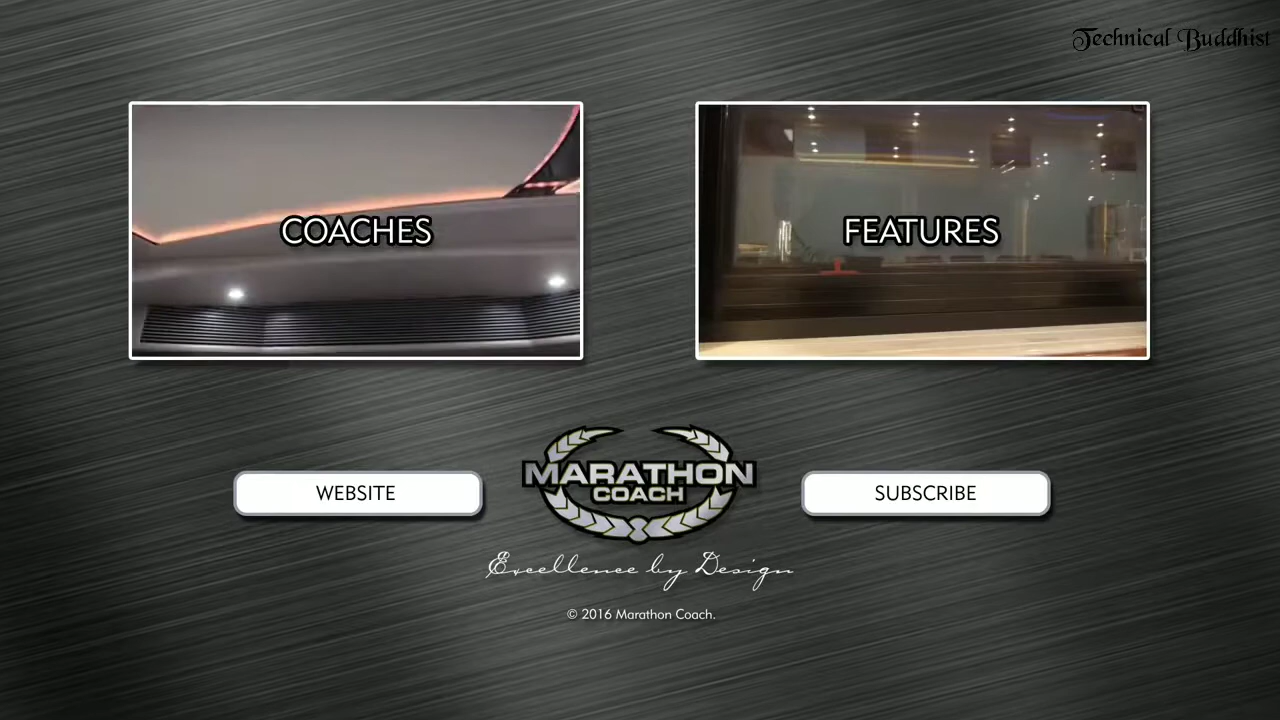 Technical Buddhist
COACHES
FEATURES
WEBSITE
MARATHON
COACH
SUBSCRIBE
Excellence by Design
© 2016 Marathon Coach.